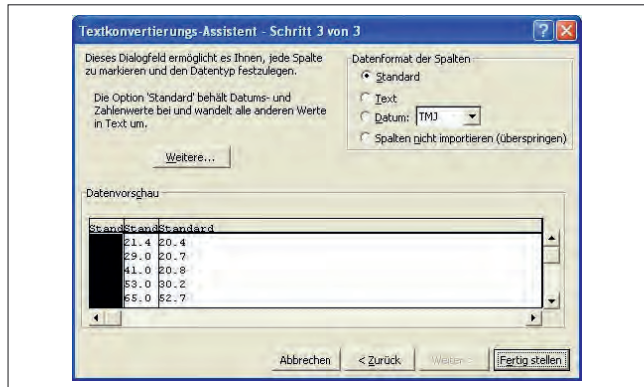 Textkonvertierungs-Assistent - Schritt 3 von 3
Dieses Dialogfeld ermöglicht es Ihnen, jede Spalte
zu markieren und den Datentyp festzulegen.
Die Option 'Standard' behält Datums- und
Zahlenwerte bei und wandelt alle anderen Werte
in Text um.
Weitere...
Datenformat der Spalten
Standard
Text
Datum: TMJ
Spalten nicht importieren (überspringen)
Datenvorschau
Stand Stand Standard
21.4 20.4
29.0 20.7
41.0 20.8
53.0 30.2
65.0 52.7
Abbrechen < Zurück Weiter > Fertig stellen